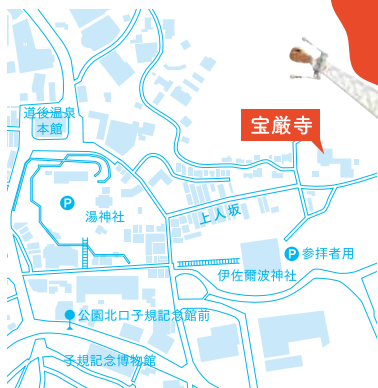 宝厳寺
道後温泉
本館
P
湯神社
上人坂
P 参拝者用
伊佐爾波神社
公園北口子規記念館前
子規記念博物館